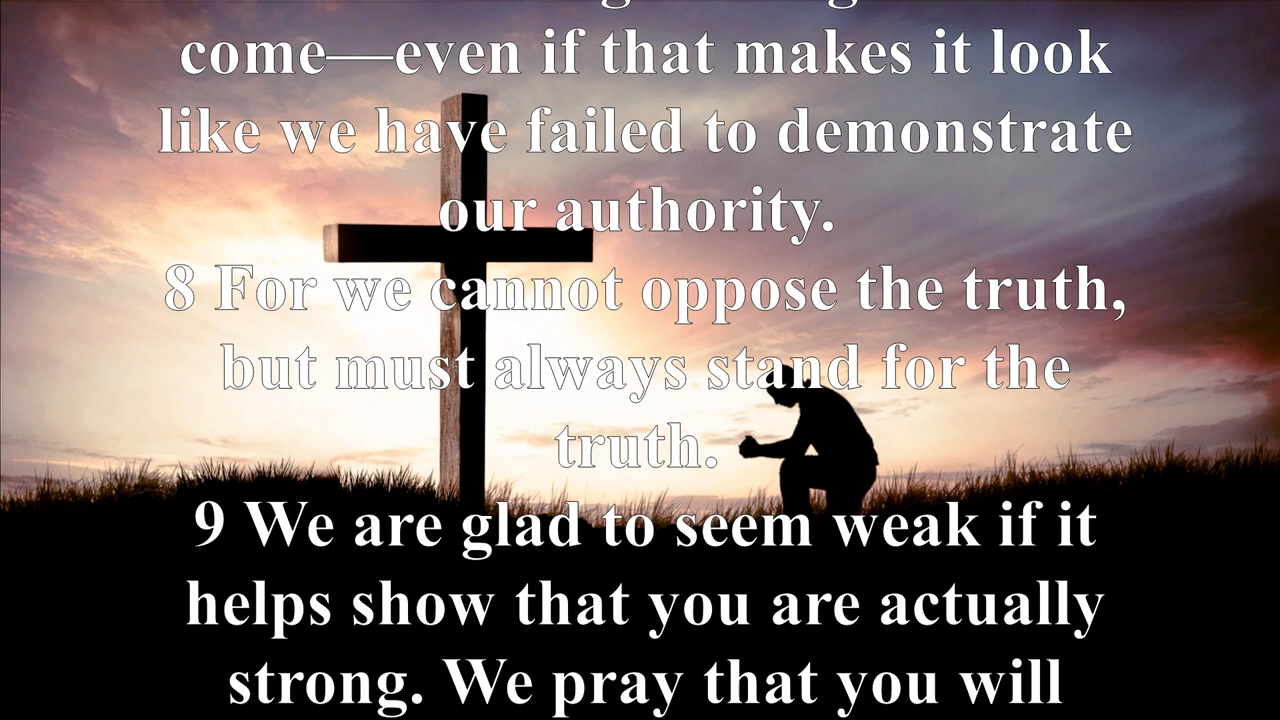 come—even if that makes it look
like we have failed to demonstrate
our authority.
8 For we cannot oppose the truth,
but must always stand for the
truth.
9 We are glad to seem weak if it
helps show that you are actually
strong. We pray that you will